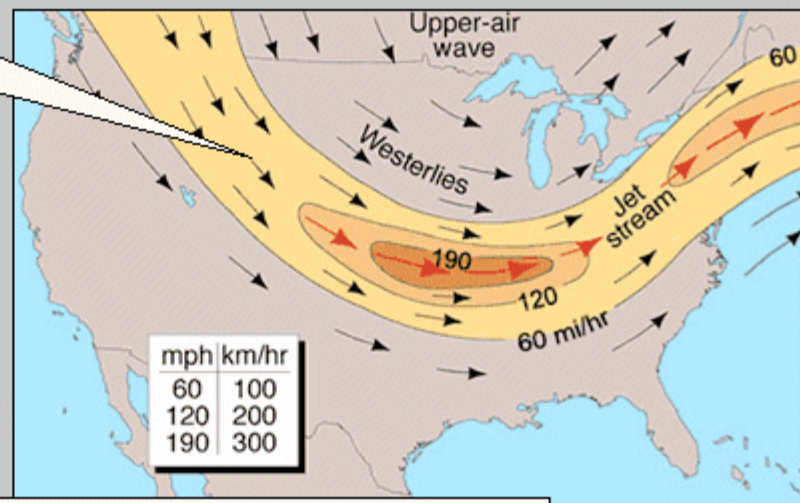 Upper-air
wave
60
Westerlies
Jet
stream
190
120
60 mi/hr
mph km/hr
60 100
120 200
190 300